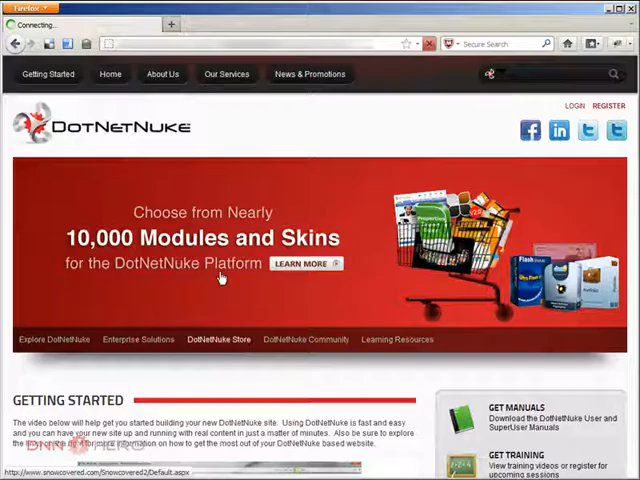 Firefox
Connecting...
Secure Search
Getting Started Home About Us Our Services News & Promotions
LOGIN REGISTER
DOTNETNUKE
Choose from Nearly
10,000 Modules and Skins
for the DotNetNuke Platform LEARN MORE
Explore DotNetNuke Enterprise Solutions DotNetNuke Store DotNetNuke Community Learning Resources
GETTING STARTED
The video below will help get you started building your new DotNetNuke site. Using DotNetNuke is fast and easy
and you can have your new site up and running with real content in just a matter of minutes. Also be sure to explore
the links on the right for more information on how to get the most out of your DotNetNuke based website.
DNN HERO
GET MANUALS
Download the DotNetNuke User and
SuperUser Manuals
GET TRAINING
View training videos or register for
upcoming sessions
http://www.snowcovered.com/Snowcovered2/Default.aspx